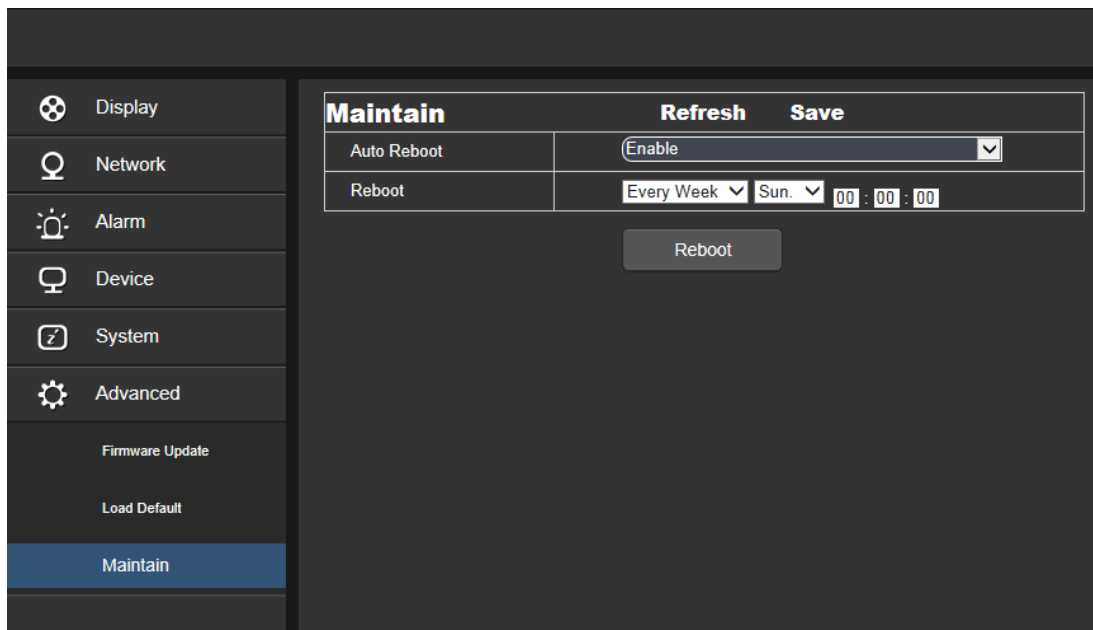 Display
Network
Alarm
Device
System
Advanced
Firmware Update
Load Default
Maintain
Maintain Refresh Save
Auto Reboot Enable
Reboot Every Week Sun. 00 : 00 : 00
Reboot